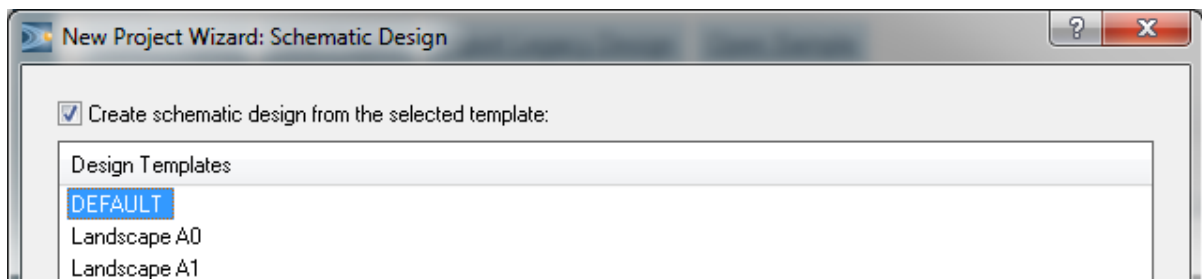 New Project Wizard: Schematic Design
Create schematic design from the selected template:
Design Templates
DEFAULT
Landscape A0
Landscape A1